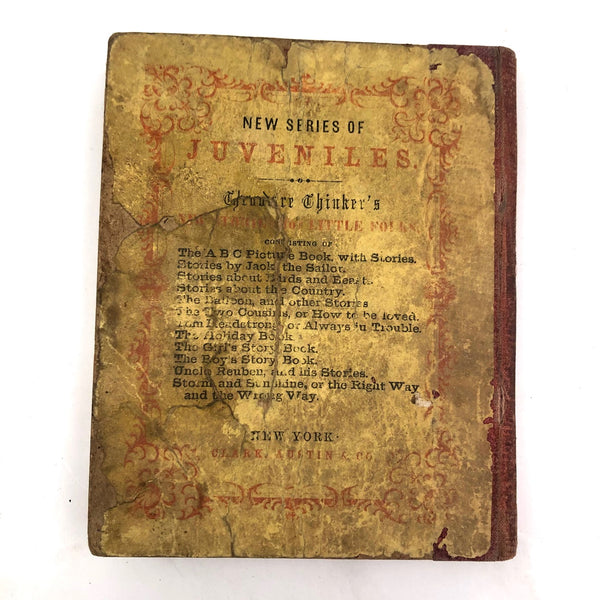 NEW SERIES OF
JUVENILES.
Theodore Thinker's
FOR LITTLE FOLKS,
CONSISTING OF
The A B C Picture Book, with Stories.
Stories by Jack the Sailor.
Stories about Birds and Beasts.
Stories about the Country.
The Balloon, and other Stories
The Two Cousins, or How to be loved.
Tom Headstrong, or Always in Trouble.
The Holiday Book
The Girl's Story Book.
The Boy's Story Book.
Uncle Reuben, and his Stories.
Storm and Sunshine, or the Right Way
and the Wrong Way.
NEW YORK.
CLARK, AUSTIN & CO.